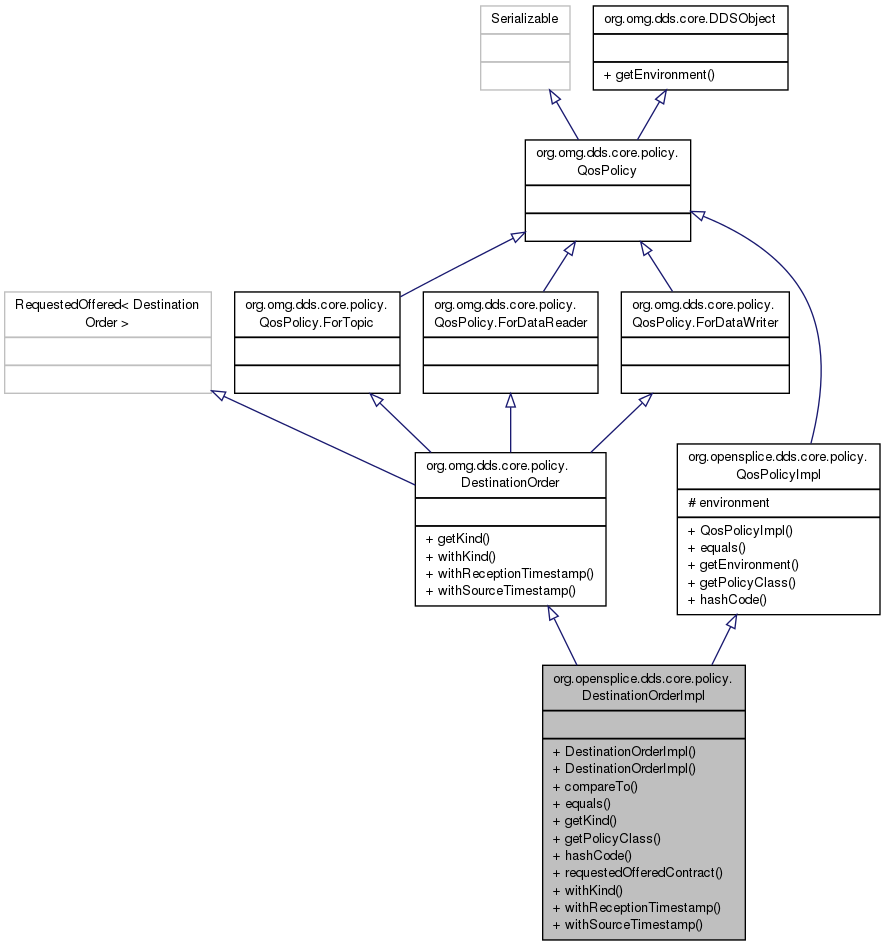 Serializable
org.omg.dds.core.DDSObject
+ getEnvironment()
org.omg.dds.core.policy.
QosPolicy
RequestedOffered< Destination
Order >
org.omg.dds.core.policy.
QosPolicy.ForTopic
org.omg.dds.core.policy.
QosPolicy.ForDataReader
org.omg.dds.core.policy.
QosPolicy.ForDataWriter
org.omg.dds.core.policy.
DestinationOrder
+ getKind()
+ withKind()
+ withReceptionTimestamp()
+ withSourceTimestamp()
org.opensplice.dds.core.policy.
QosPolicyImpl
# environment
+ QosPolicyImpl()
+ equals()
+ getEnvironment()
+ getPolicyClass()
+ hashCode()
org.opensplice.dds.core.policy.
DestinationOrderImpl
+ DestinationOrderImpl()
+ DestinationOrderImpl()
+ compareTo()
+ equals()
+ getKind()
+ getPolicyClass()
+ hashCode()
+ requestedOfferedContract()
+ withKind()
+ withReceptionTimestamp()
+ withSourceTimestamp()